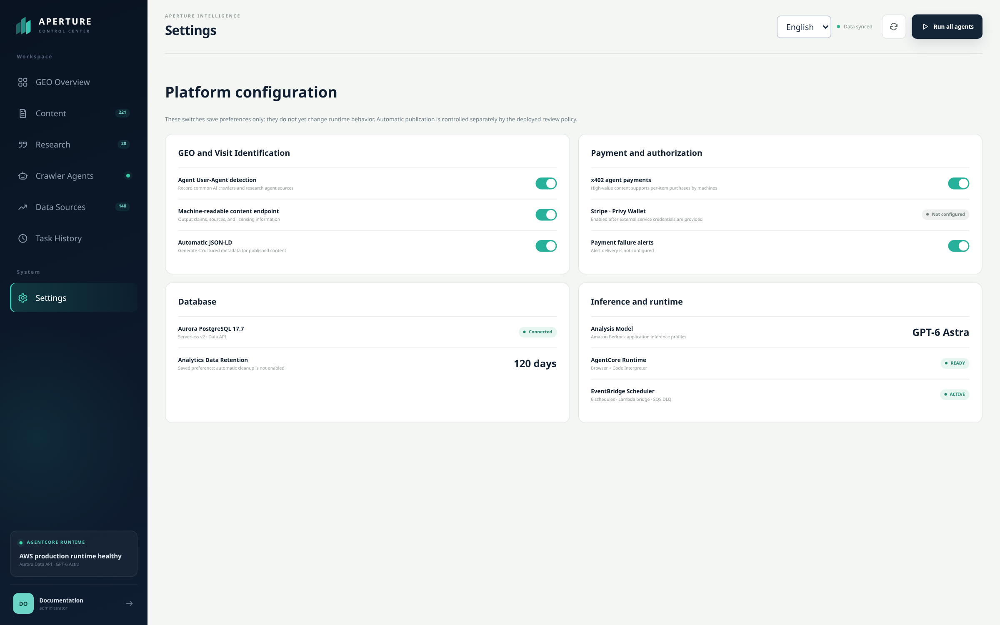 APERTURE
CONTROL CENTER
Workspace
GEO Overview
Content
221
Research
20
Crawler Agents
Data Sources
140
Task History
System
Settings
AGENTCORE RUNTIME
AWS production runtime healthy
Aurora Data API · GPT-6 Astra
DO
Documentation
administrator
APERTURE INTELLIGENCE
Settings
English
Data synced
Run all agents
Platform configuration
These switches save preferences only; they do not yet change runtime behavior. Automatic publication is controlled separately by the deployed review policy.
GEO and Visit Identification
Agent User-Agent detection
Record common AI crawlers and research agent sources
Machine-readable content endpoint
Output claims, sources, and licensing information
Automatic JSON-LD
Generate structured metadata for published content
Payment and authorization
x402 agent payments
High-value content supports per-item purchases by machines
Stripe · Privy Wallet
Enabled after external service credentials are provided
Not configured
Payment failure alerts
Alert delivery is not configured
Database
Aurora PostgreSQL 17.7
Serverless v2 · Data API
Connected
Analytics Data Retention
Saved preference; automatic cleanup is not enabled
120 days
Inference and runtime
Analysis Model
Amazon Bedrock application inference profiles
GPT-6 Astra
AgentCore Runtime
Browser + Code Interpreter
READY
EventBridge Scheduler
6 schedules · Lambda bridge · SQS DLQ
ACTIVE